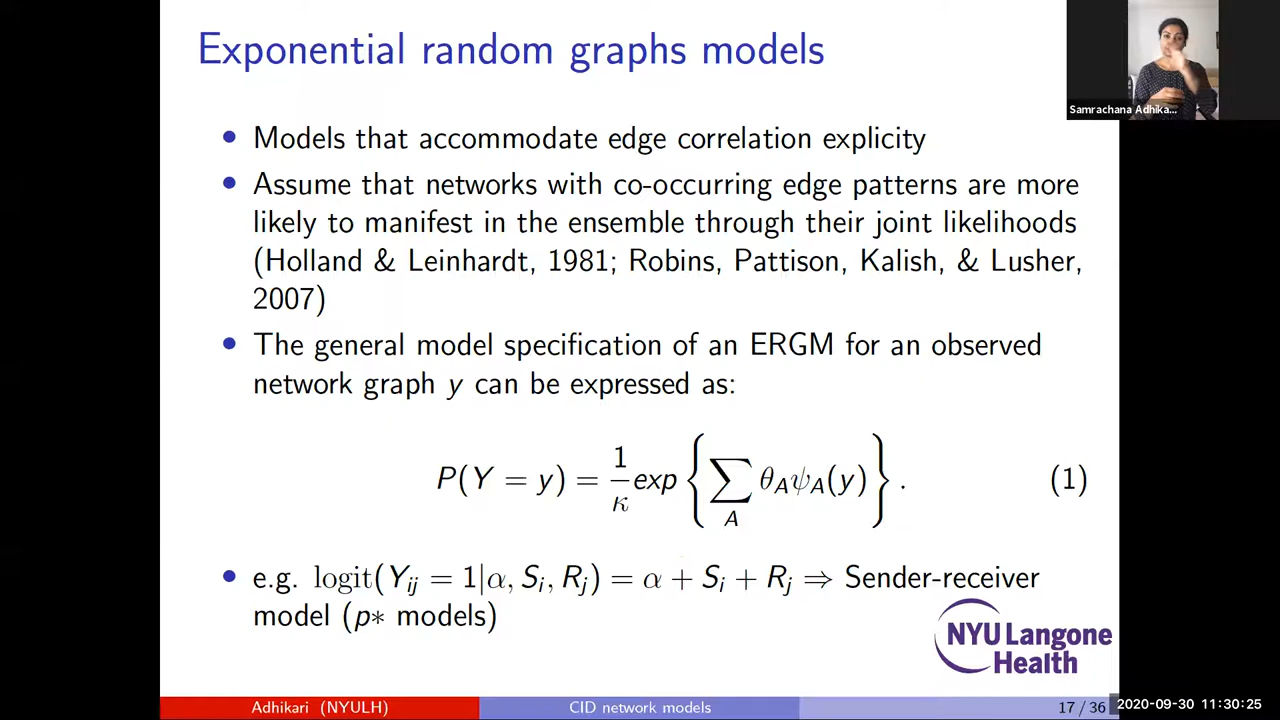 Exponential random graphs models
Samrachana Adhika...
• Models that accommodate edge correlation explicity
• Assume that networks with co-occurring edge patterns are more
likely to manifest in the ensemble through their joint likelihoods
(Holland & Leinhardt, 1981; Robins, Pattison, Kalish, & Lusher,
2007)
• The general model specification of an ERGM for an observed
network graph y can be expressed as:
P(Y = y) = 1/κ exp { ∑_A θ_A ψ_A(y) } . (1)
• e.g. logit(Y_ij = 1|α, S_i, R_j) = α + S_i + R_j ⇒ Sender-receiver
model (p∗ models)
NYU Langone
Health
Adhikari (NYULH) CID network models 17 / 36
2020-09-30 11:30:25